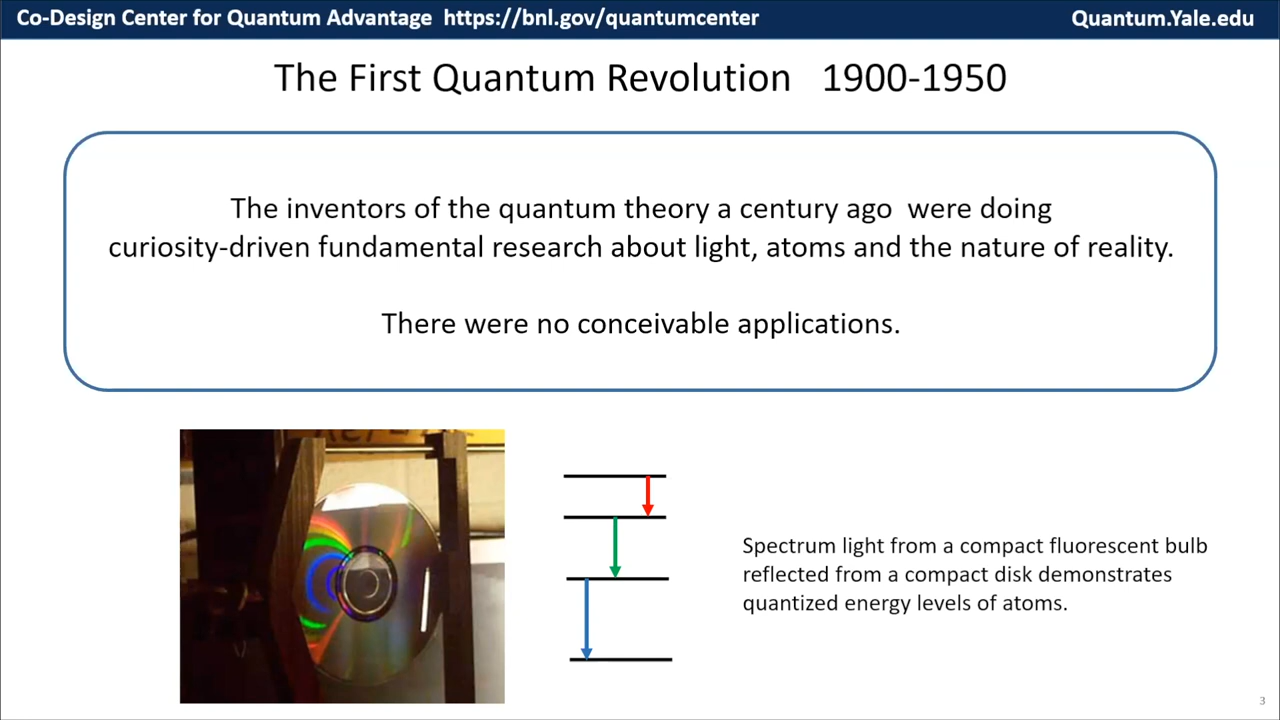 Co-Design Center for Quantum Advantage https://bnl.gov/quantumcenter
Quantum.Yale.edu
The First Quantum Revolution 1900-1950
The inventors of the quantum theory a century ago were doing
curiosity-driven fundamental research about light, atoms and the nature of reality.
There were no conceivable applications.
Spectrum light from a compact fluorescent bulb
reflected from a compact disk demonstrates
quantized energy levels of atoms.
3